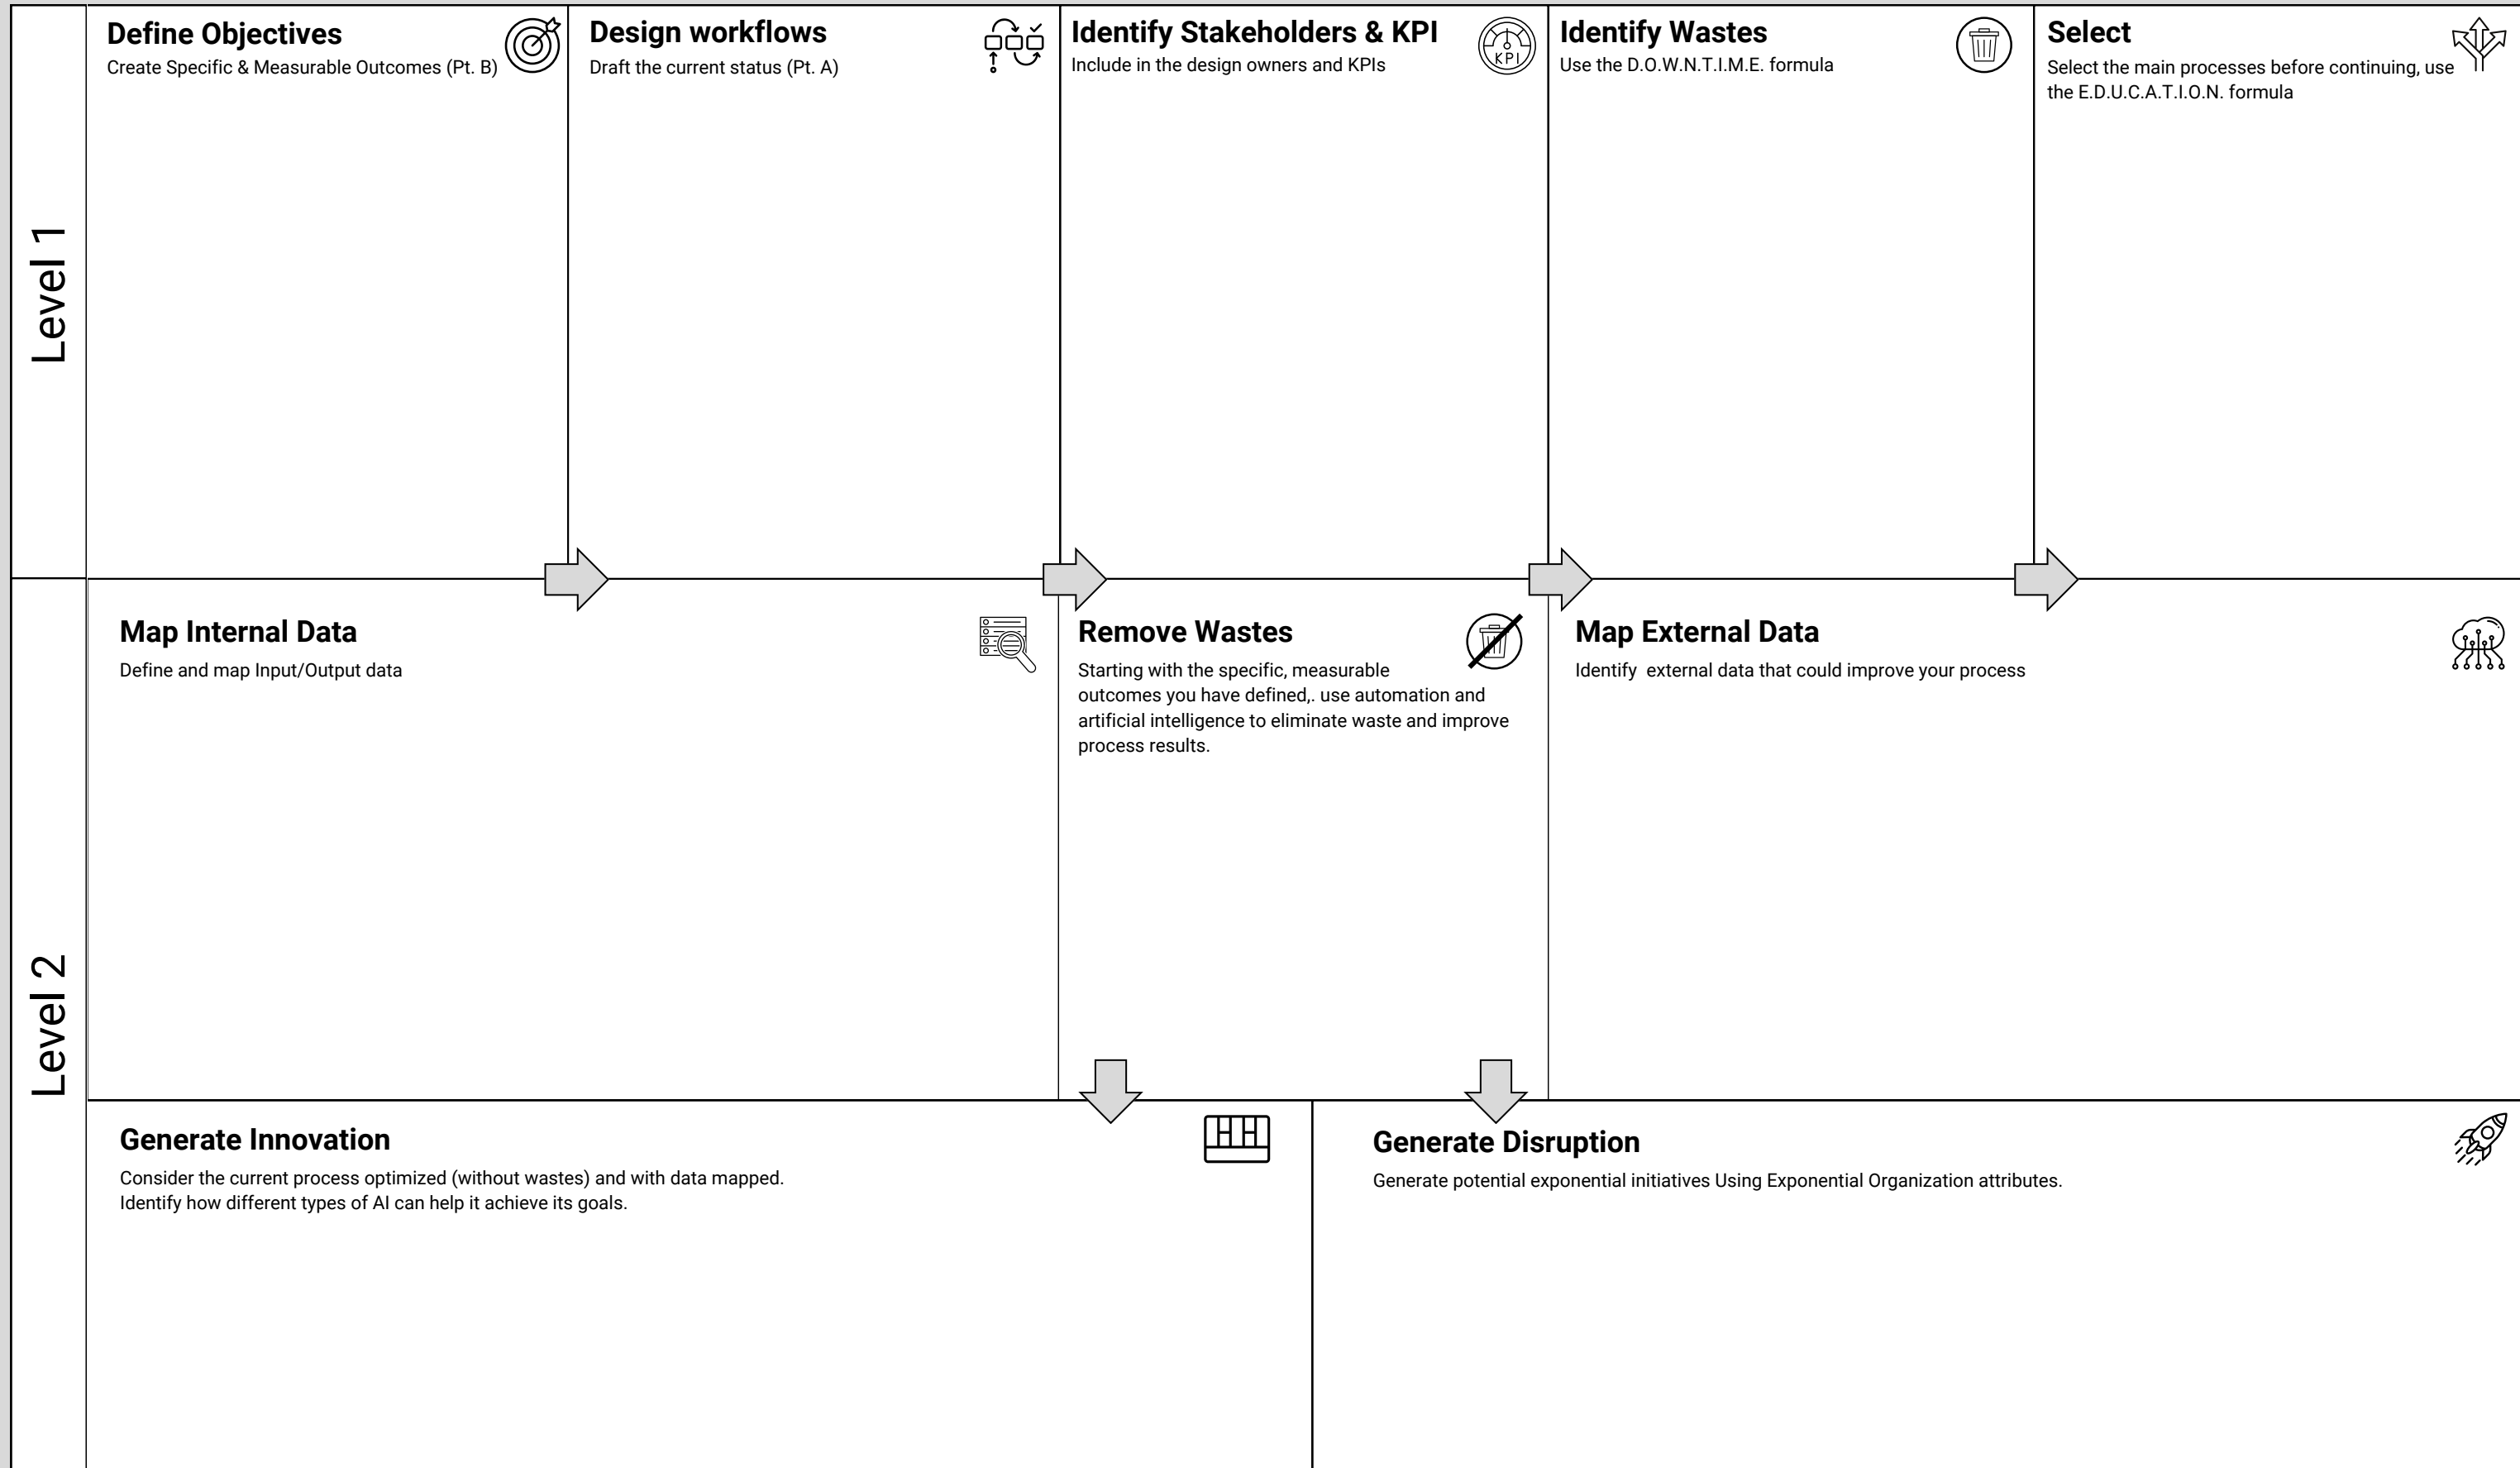 Level 1
Define Objectives
Create Specific & Measurable Outcomes (Pt. B)
Design workflows
Draft the current status (Pt. A)
Identify Stakeholders & KPI
Include in the design owners and KPIs
KPI
Identify Wastes
Use the D.O.W.N.T.I.M.E. formula
Select
Select the main processes before continuing, use
the E.D.U.C.A.T.I.O.N. formula
Level 2
Map Internal Data
Define and map Input/Output data
Remove Wastes
Starting with the specific, measurable
outcomes you have defined,. use automation and
artificial intelligence to eliminate waste and improve
process results.
Map External Data
Identify  external data that could improve your process
Generate Innovation
Consider the current process optimized (without wastes) and with data mapped.
Identify how different types of AI can help it achieve its goals.
Generate Disruption
Generate potential exponential initiatives Using Exponential Organization attributes.